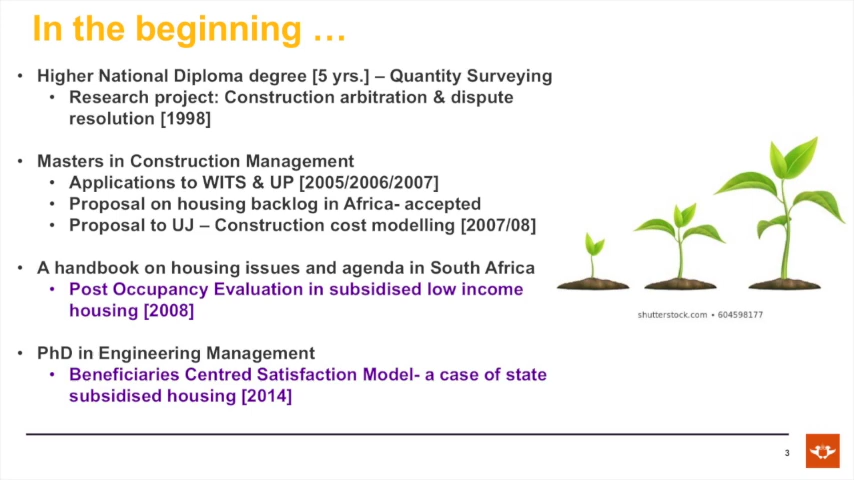 In the beginning …
• Higher National Diploma degree [5 yrs.] – Quantity Surveying
• Research project: Construction arbitration & dispute
resolution [1998]
• Masters in Construction Management
• Applications to WITS & UP [2005/2006/2007]
• Proposal on housing backlog in Africa- accepted
• Proposal to UJ – Construction cost modelling [2007/08]
• A handbook on housing issues and agenda in South Africa
• Post Occupancy Evaluation in subsidised low income
housing [2008]
• PhD in Engineering Management
• Beneficiaries Centred Satisfaction Model- a case of state
subsidised housing [2014]
shutterstock.com • 604598177
3